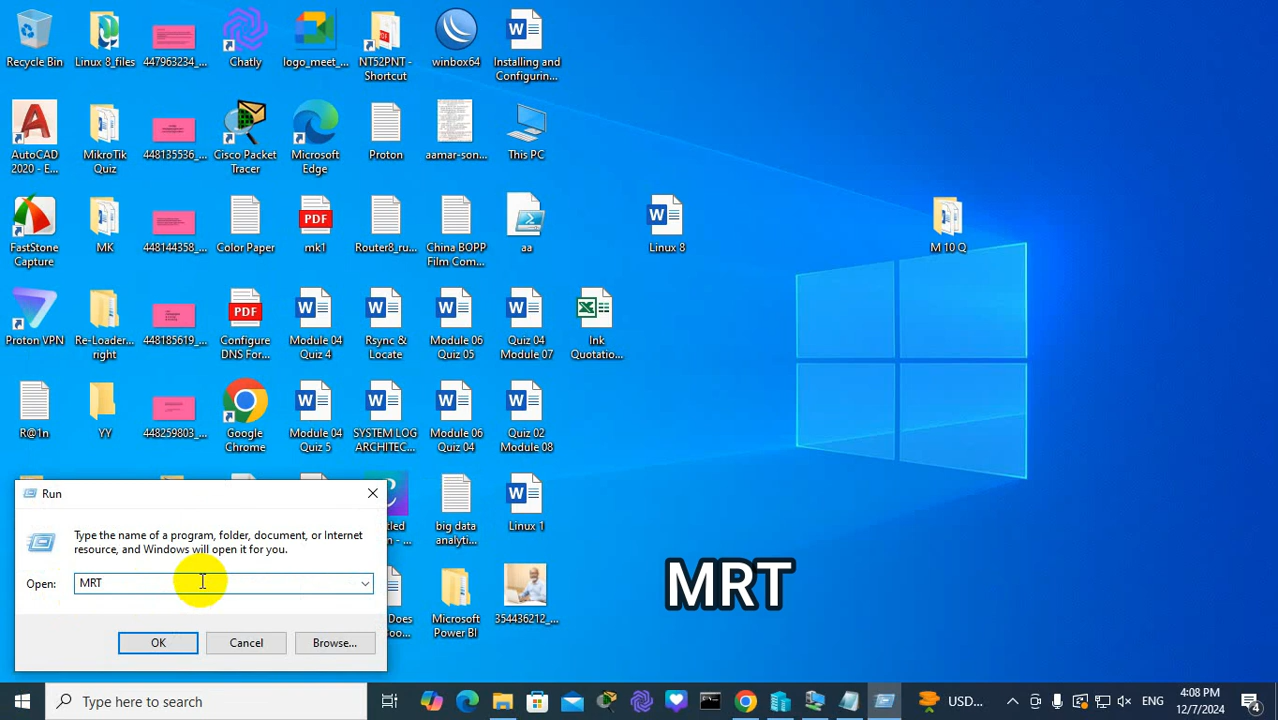 Recycle Bin
Linux 8_files
447963234_...
Chatly
logo_meet_...
NT52PNT -
Shortcut
winbox64
Installing and
Configurin...
AutoCAD
2020 - E...
MikroTik
Quiz
448135536_...
Cisco Packet
Tracer
Microsoft
Edge
Proton
aamar-son...
This PC
FastStone
Capture
MK
448144358_...
Color Paper
PDF
mk1
Router8_ru...
China BOPP
Film Com...
aa
Linux 8
M 10 Q
Proton VPN
Re-Loader...
right
448185619_...
PDF
Configure
DNS For...
Module 04
Quiz 4
Rsync &
Locate
Module 06
Quiz 05
Quiz 04
Module 07
Ink
Quotatio...
R@1n
YY
448259803_...
Google
Chrome
Module 04
Quiz 5
SYSTEM LOG
ARCHITEC...
Module 06
Quiz 04
Quiz 02
Module 08
big data
analyti...
Linux 1
Microsoft
Power BI
354436212_...
Run
Type the name of a program, folder, document, or Internet
resource, and Windows will open it for you.
Open:
MRT
OK
Cancel
Browse...
MRT
Type here to search
USD...
ENG
4:08 PM
12/7/2024
4